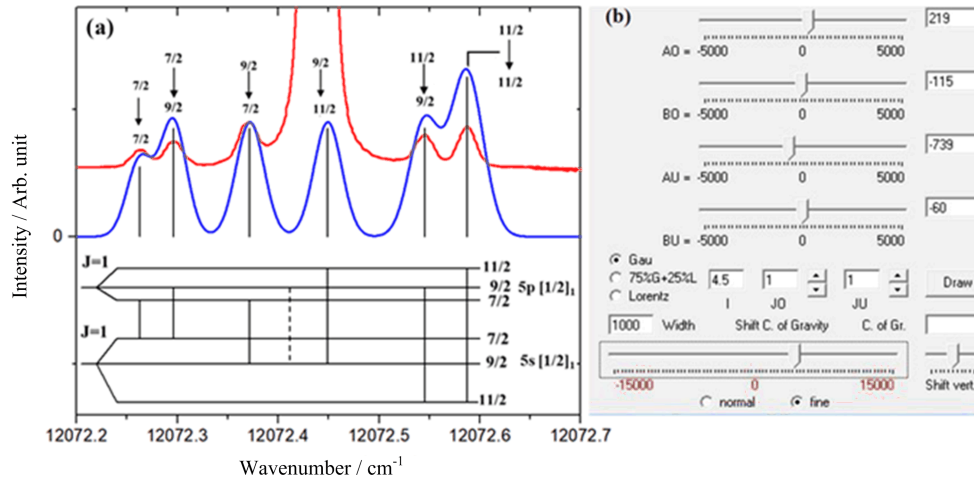 (a)
7/2
7/2
7/2
9/2
9/2
7/2
9/2
11/2
11/2
9/2
11/2
11/2
Intensity / Arb. unit
0
J=1
11/2
9/2 5p [1/2]₁
7/2
J=1
7/2
9/2 5s [1/2]₁
11/2
12072.2 12072.3 12072.4 12072.5 12072.6 12072.7
Wavenumber / cm⁻¹
(b)
219
AO = -5000 0 5000
-115
BO = -5000 0 5000
-739
AU = -5000 0 5000
-60
BU = -5000 0 5000
Gau
75%G+25%L 4.5 1 1 Draw
Lorentz I JO JU
1000 Width Shift C. of Gravity C. of Gr.
-15000 0 15000 Shift vert
normal fine